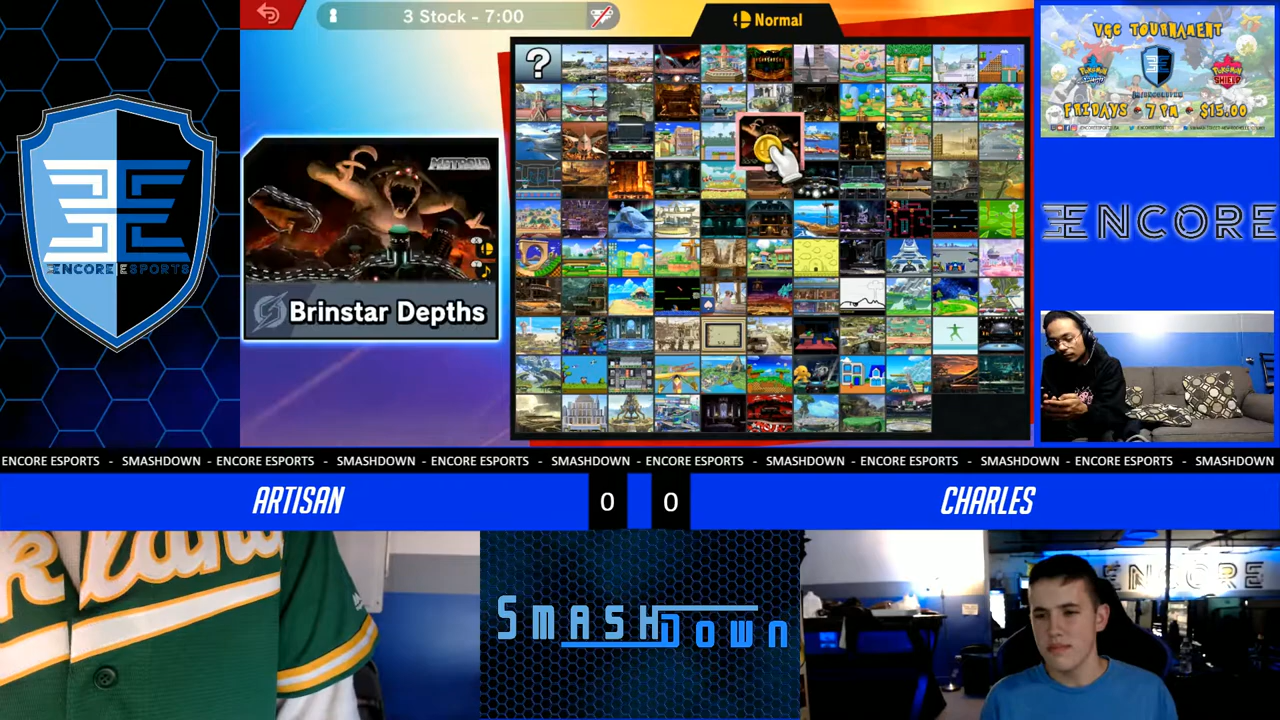 3 Stock - 7:00
Normal
?
METROID
Brinstar Depths
ENCORE ESPORTS
VGC TOURNAMENT
FRIDAYS - 7 PM - $15.00
ENCORE
ENCORE ESPORTS - SMASHDOWN - ENCORE ESPORTS - SMASHDOWN - ENCORE ESPORTS - SMASHDOWN - ENCORE ESPORTS - SMASHDOWN - ENCORE ESPORTS - SMASHDOWN - ENCORE ESPORTS - SMASHDOWN
ARTISAN
0
0
CHARLES
SMASHDOWN
ENCORE